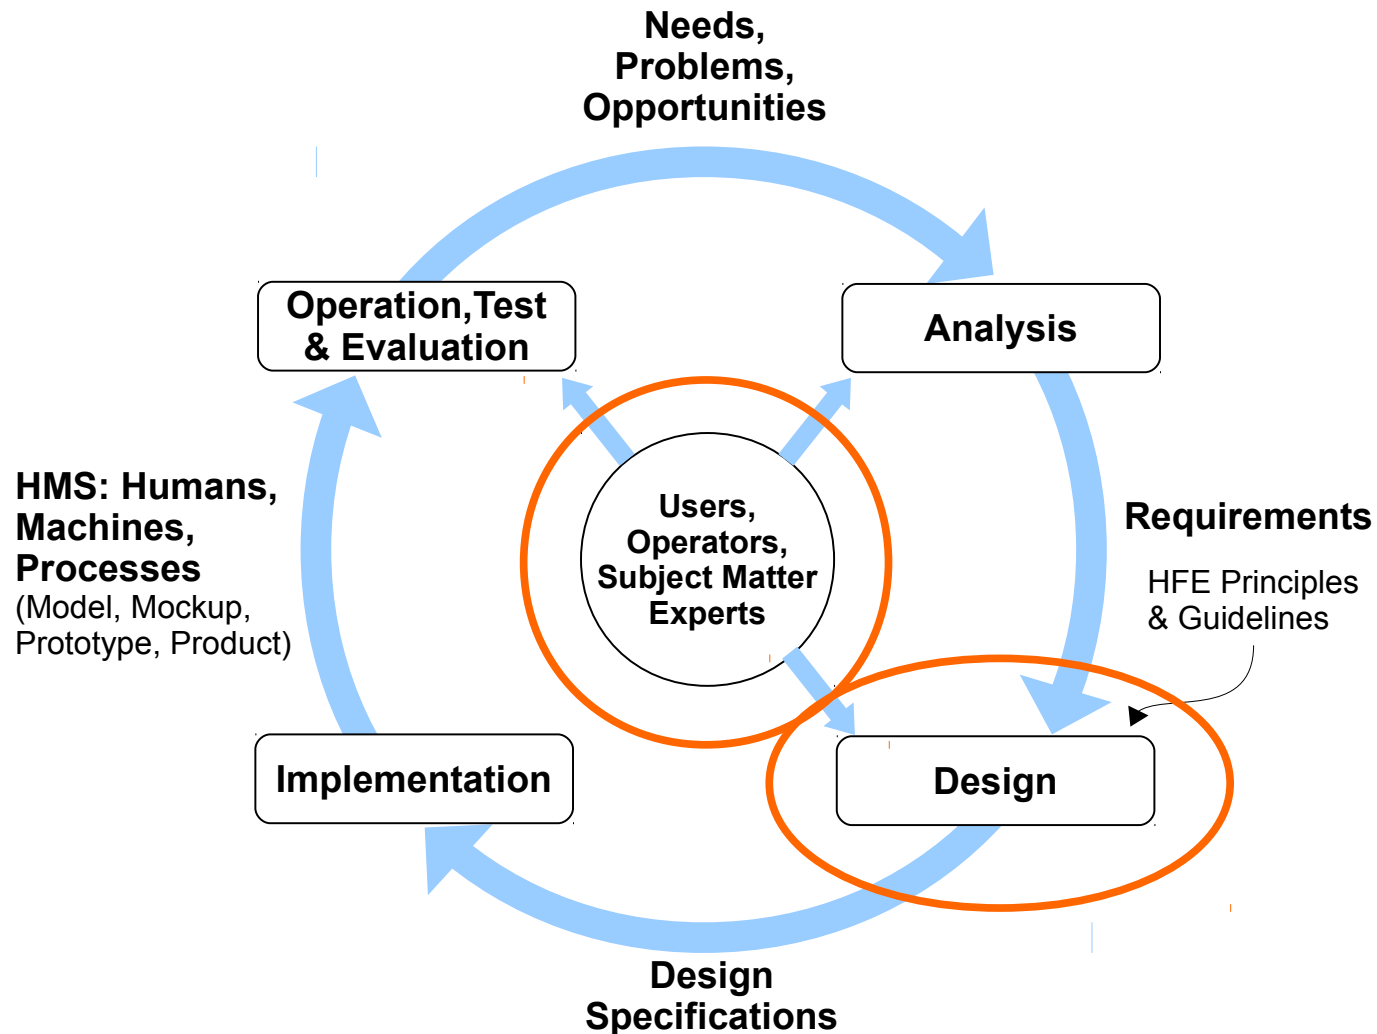 Needs,
Problems,
Opportunities
Operation,Test
& Evaluation
Analysis
HMS: Humans,
Machines,
Processes
(Model, Mockup,
Prototype, Product)
Users,
Operators,
Subject Matter
Experts
Requirements
HFE Principles
& Guidelines
Implementation
Design
Design
Specifications